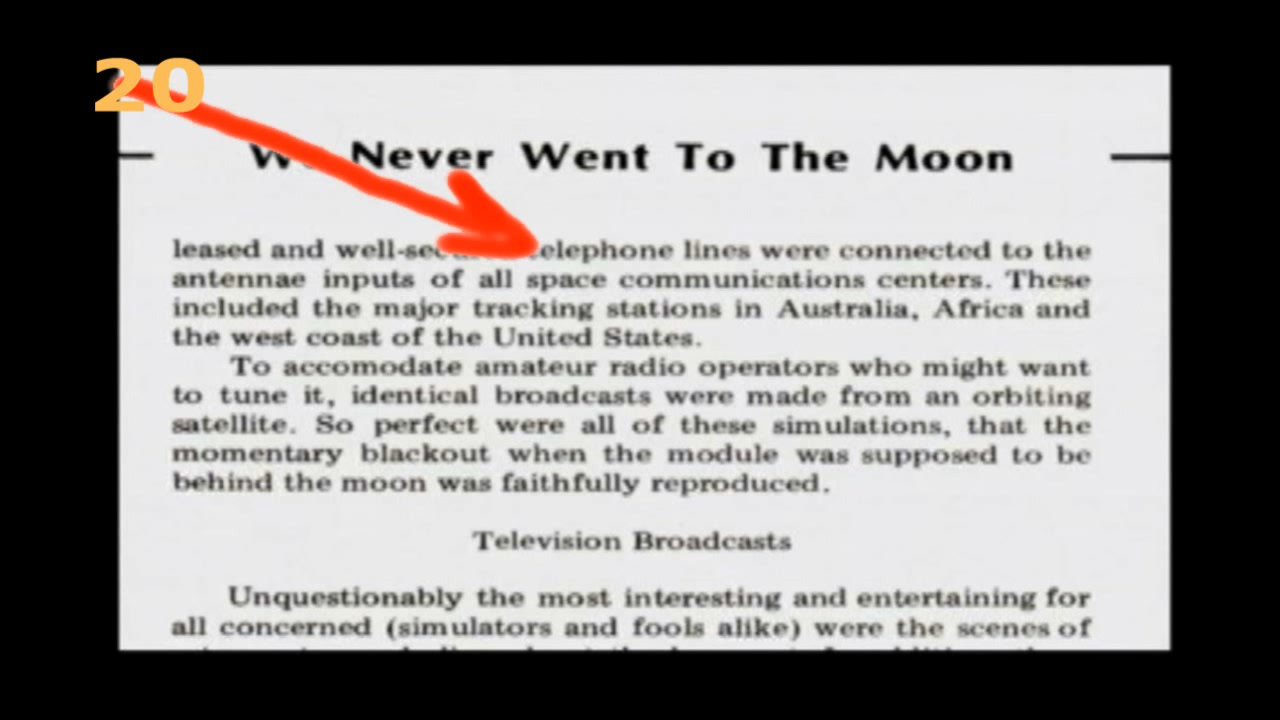 20
Never Went To The Moon
leased and telephone lines were connected to the
antennae inputs of all space communications centers. These
included the major tracking stations in Australia, Africa and
the west coast of the United States.
To accomodate amateur radio operators who might want
to tune it, identical broadcasts were made from an orbiting
satellite. So perfect were all of these simulations, that the
momentary blackout when the module was supposed to be
behind the moon was faithfully reproduced.
Television Broadcasts
Unquestionably the most interesting and entertaining for
all concerned (simulators and fools alike) were the scenes of